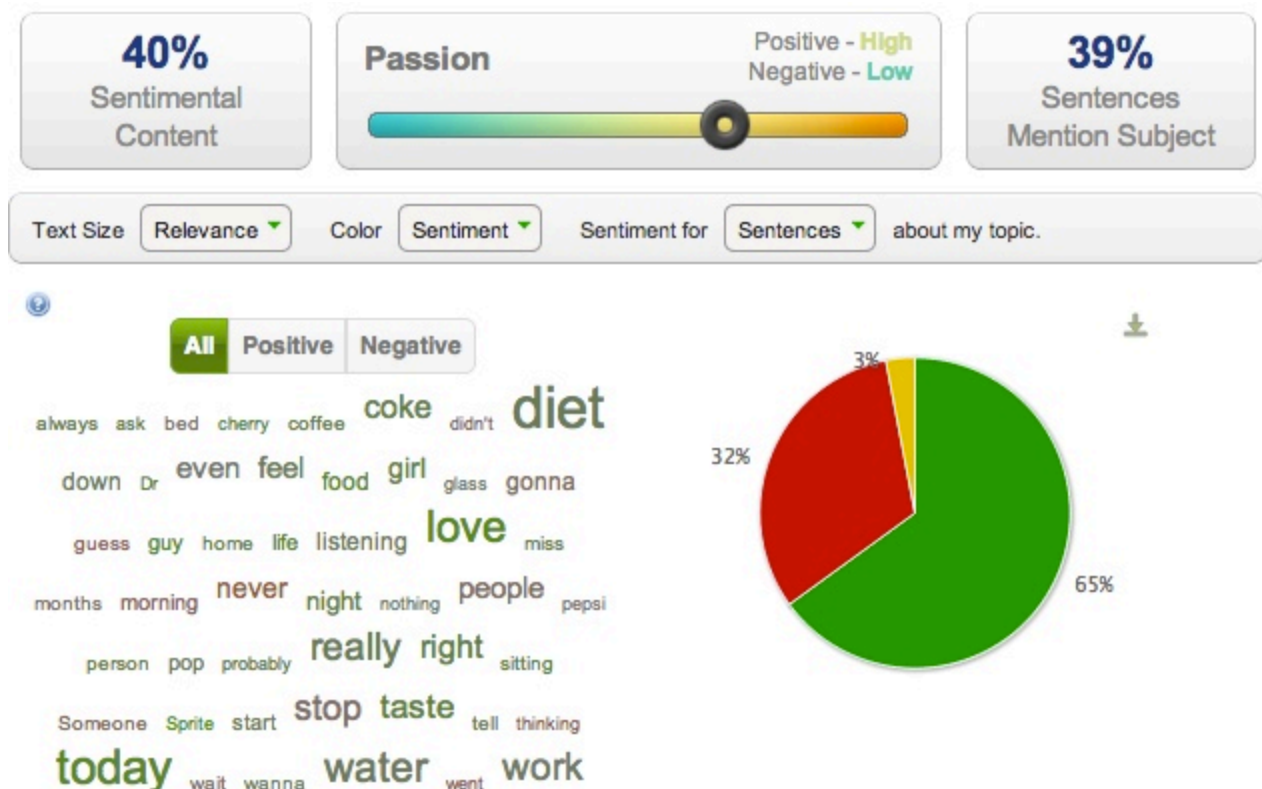 40%
Sentimental
Content
Passion
Positive - High
Negative - Low
39%
Sentences
Mention Subject
Text Size Relevance Color Sentiment Sentiment for Sentences about my topic.
?
All Positive Negative
always ask bed cherry coffee coke didn't diet
down Dr even feel food girl glass gonna
guess guy home life listening love miss
months morning never night nothing people pepsi
person pop probably really right sitting
Someone Sprite start stop taste tell thinking
today wait wanna water went work
3%
32%
65%